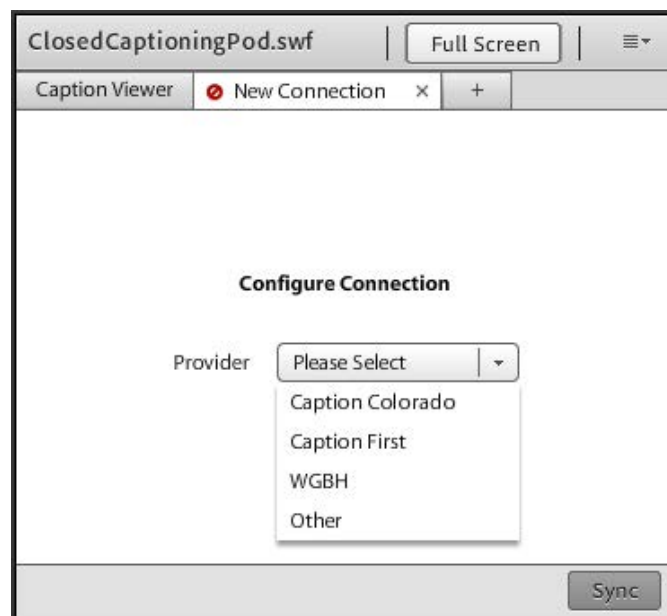 ClosedCaptioningPod.swf Full Screen
Caption Viewer New Connection × +
Configure Connection
Provider Please Select
Caption Colorado
Caption First
WGBH
Other
Sync